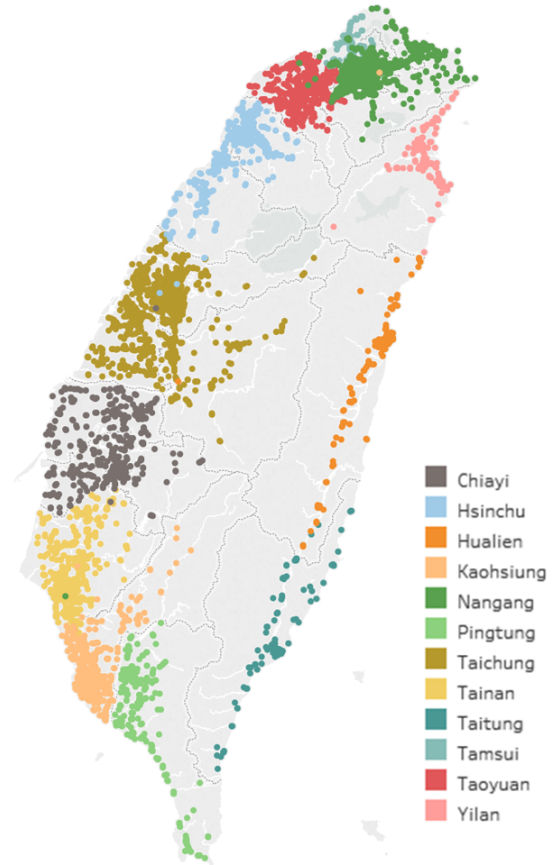 Chiayi
Hsinchu
Hualien
Kaohsiung
Nangang
Pingtung
Taichung
Tainan
Taitung
Tamsui
Taoyuan
Yilan